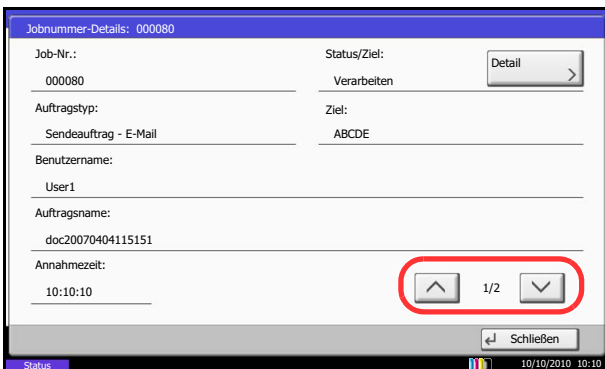 Jobnummer-Details: 000080
Job-Nr.:
000080
Status/Ziel:
Verarbeiten
Detail
Auftragstyp:
Sendeauftrag - E-Mail
Ziel:
ABCDE
Benutzername:
User1
Auftragsname:
doc20070404115151
Annahmezeit:
10:10:10
1/2
Schließen
Status
10/10/2010 10:10